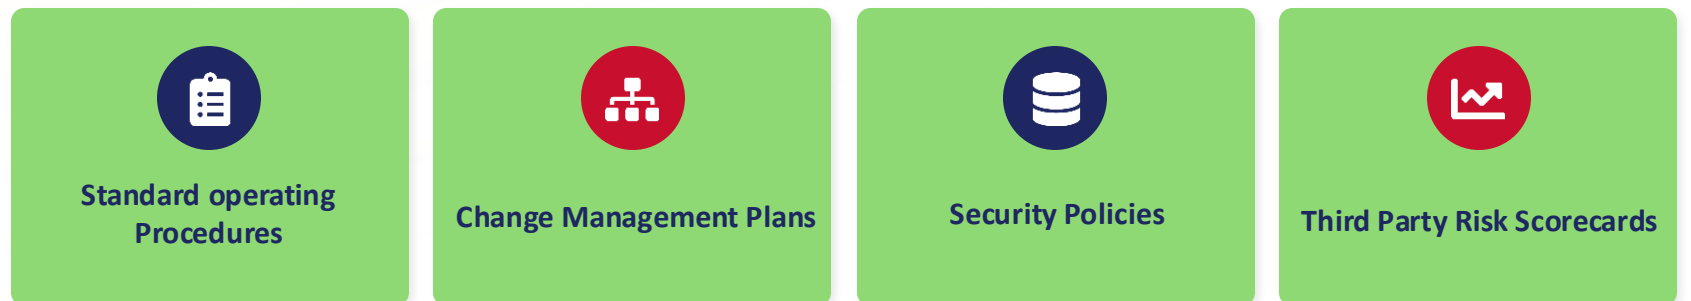 Standard operating
Procedures
Change Management Plans
Security Policies
Third Party Risk Scorecards